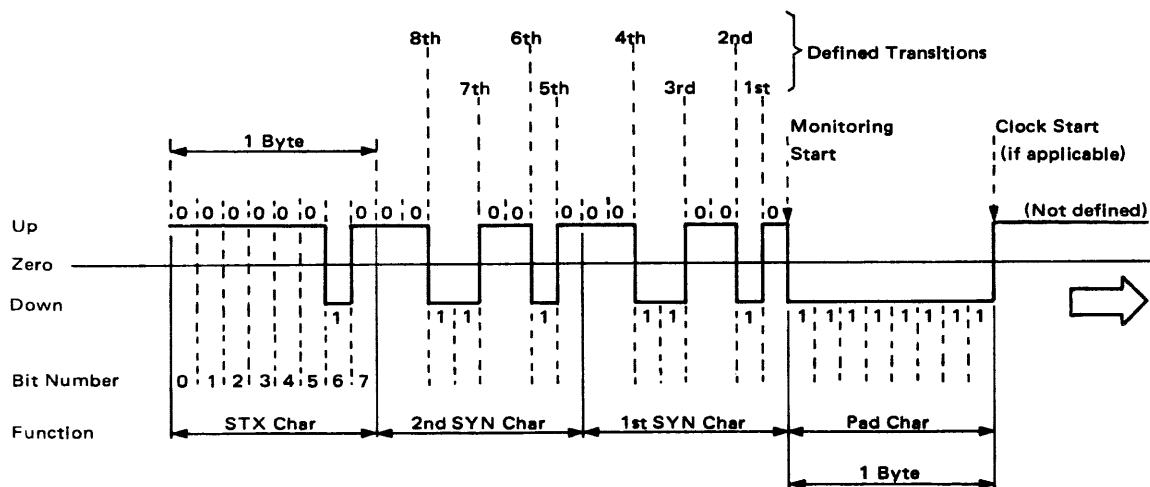 8th 6th 4th 2nd
Defined Transitions
7th 5th 3rd 1st
1 Byte
Monitoring Start
Clock Start (if applicable)
0 0 0 0 0 0 0 0 0 0 0 0 0 0 0 0 0
(Not defined)
Up
Zero
Down
1 1 1 1 1 1 1 1 1 1 1 1 1 1 1
Bit Number 0 1 2 3 4 5 6 7
Function STX Char 2nd SYN Char 1st SYN Char Pad Char
1 Byte